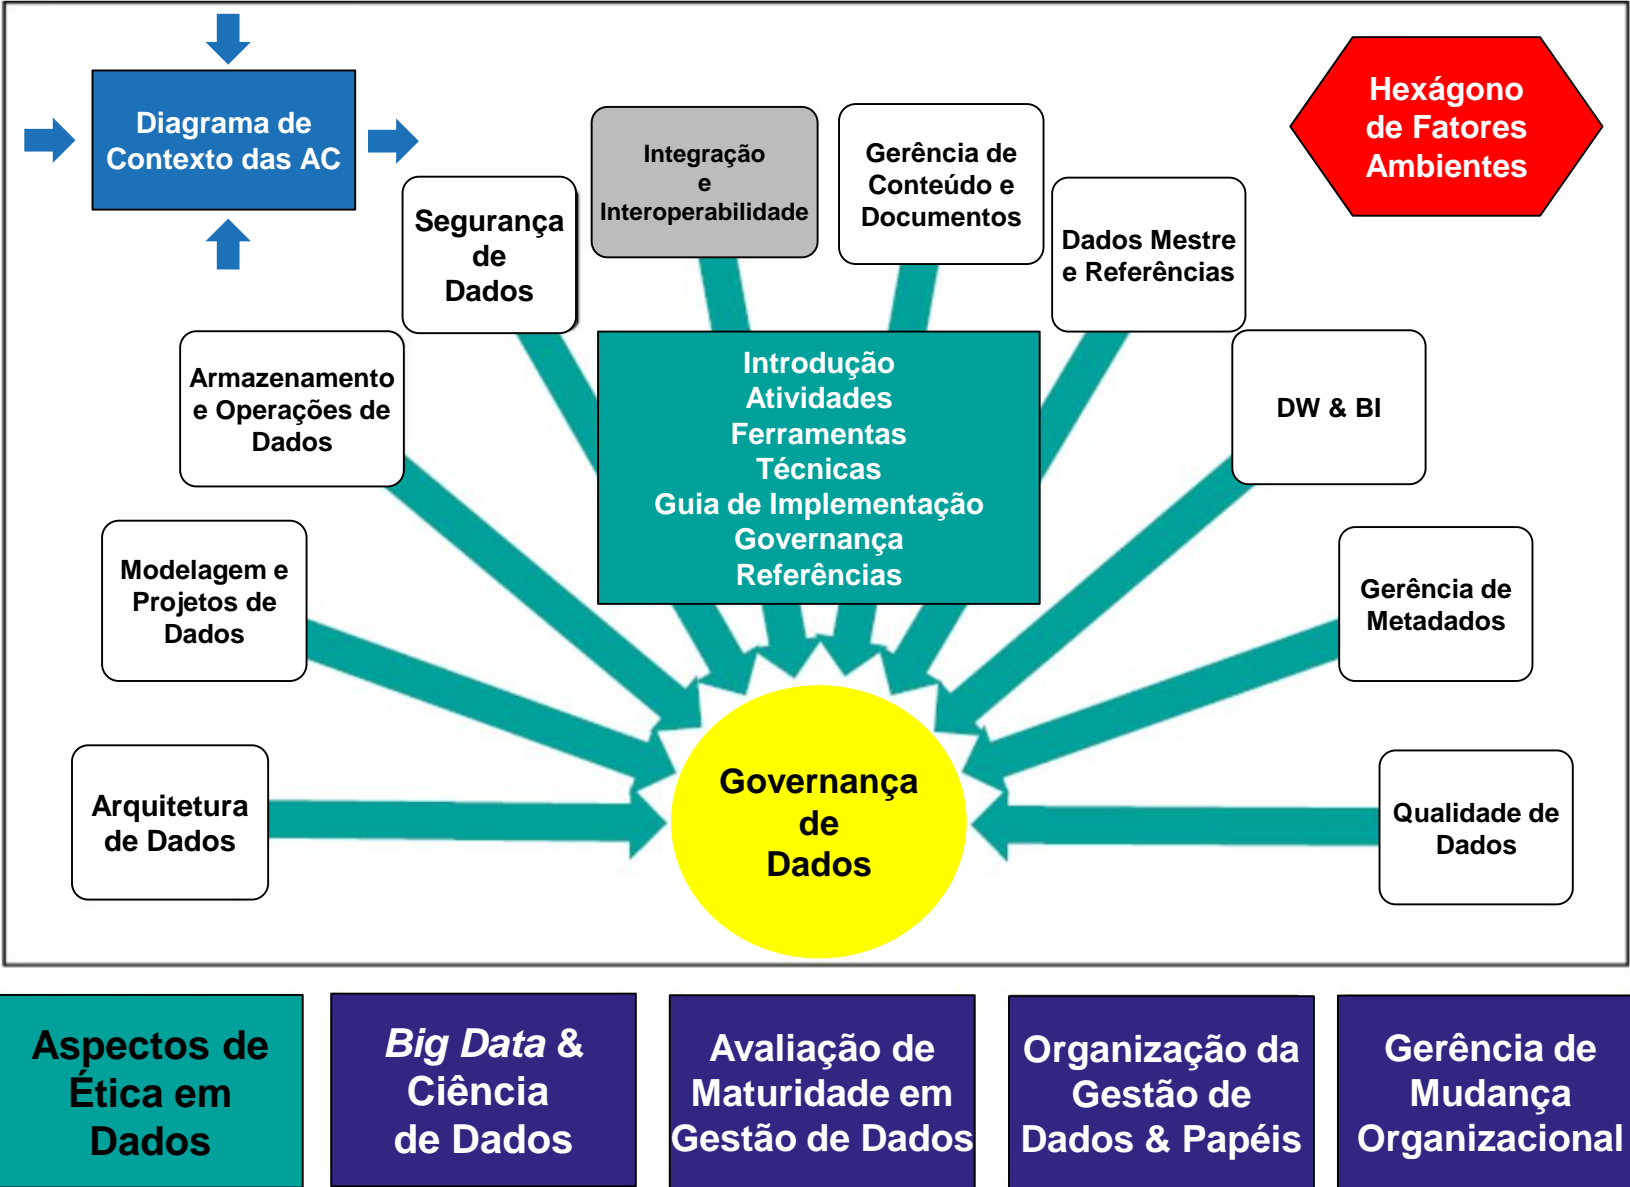 Diagrama de
Contexto das AC
Hexágono
de Fatores
Ambientes
Integração
e
Interoperabilidade
Gerência de
Conteúdo e
Documentos
Segurança
de
Dados
Dados Mestre
e Referências
Armazenamento
e Operações de
Dados
Introdução
Atividades
Ferramentas
Técnicas
Guia de Implementação
Governança
Referências
DW & BI
Modelagem e
Projetos de
Dados
Gerência de
Metadados
Arquitetura
de Dados
Governança
de
Dados
Qualidade de
Dados
Aspectos de
Ética em
Dados
Big Data &
Ciência
de Dados
Avaliação de
Maturidade em
Gestão de Dados
Organização da
Gestão de
Dados & Papéis
Gerência de
Mudança
Organizacional